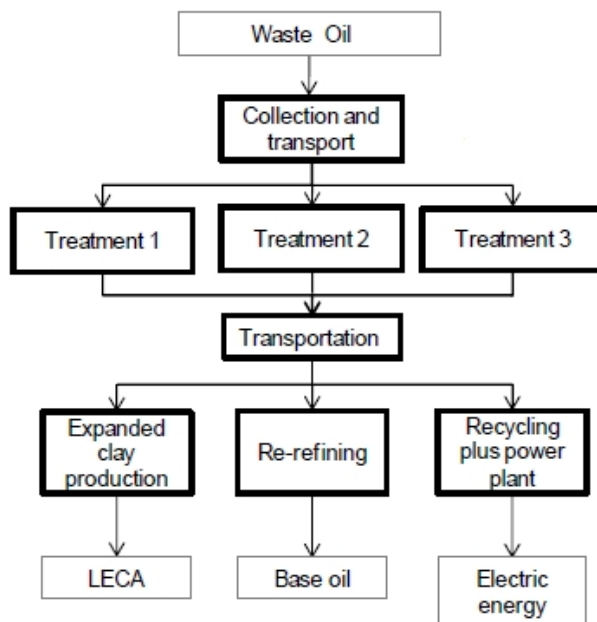 Waste Oil
Collection and
transport
Treatment 1
Treatment 2
Treatment 3
Transportation
Expanded
clay
production
Re-refining
Recycling
plus power
plant
LECA
Base oil
Electric
energy